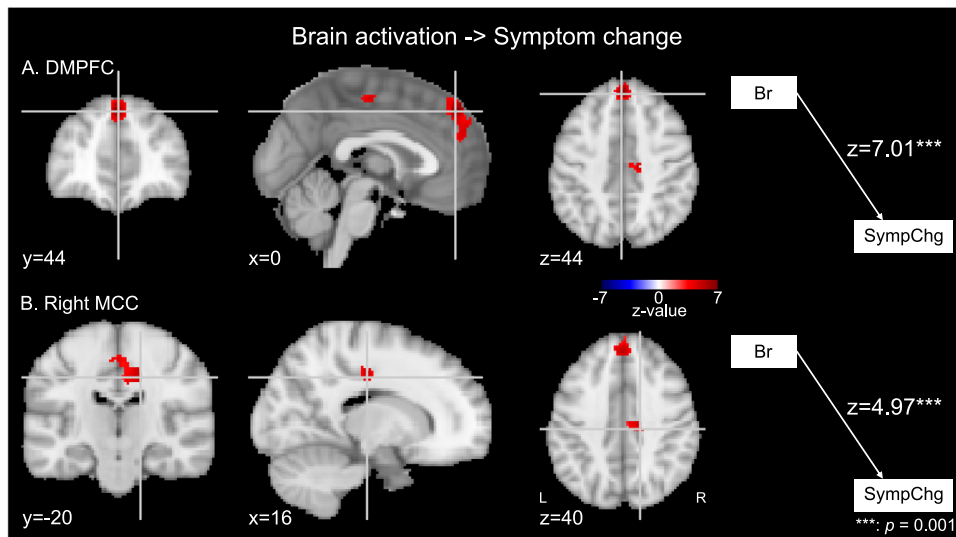 Brain activation -> Symptom change
A. DMPFC
Br
z=7.01***
SympChg
y=44
x=0
z=44
-7 0 7
z-value
B. Right MCC
Br
z=4.97***
SympChg
L R
y=-20
x=16
z=40
***: p = 0.001